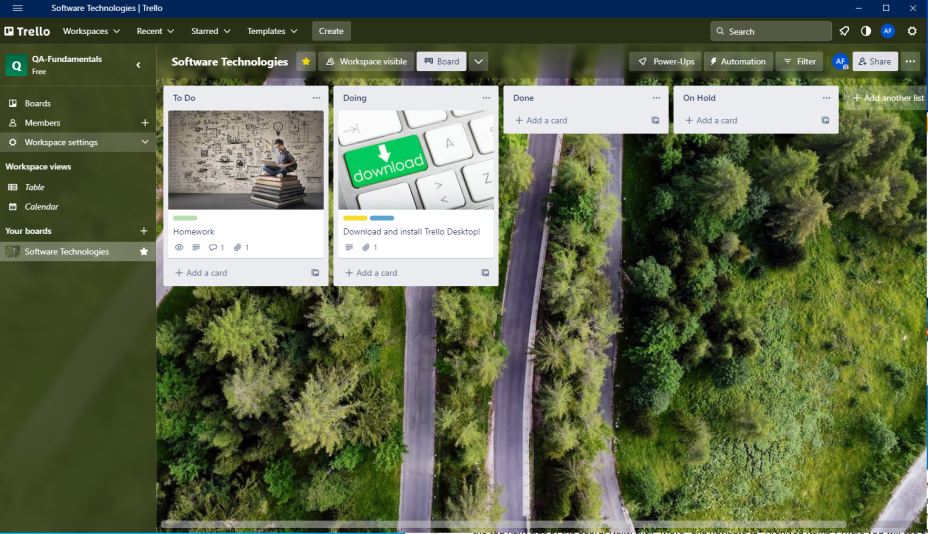 Software Technologies | Trello
Trello Workspaces Recent Starred Templates Create Search AF
Q QA-Fundamentals
Free
Software Technologies Workspace visible Board Power-Ups Automation Filter AF Share
Boards
Members
Workspace settings
Workspace views
Table
Calendar
Your boards
Software Technologies
To Do
Homework
1 1
+ Add a card
Doing
download
A
Z
Download and install Trello Desktop!
1
+ Add a card
Done
+ Add a card
On Hold
+ Add a card
+ Add another list